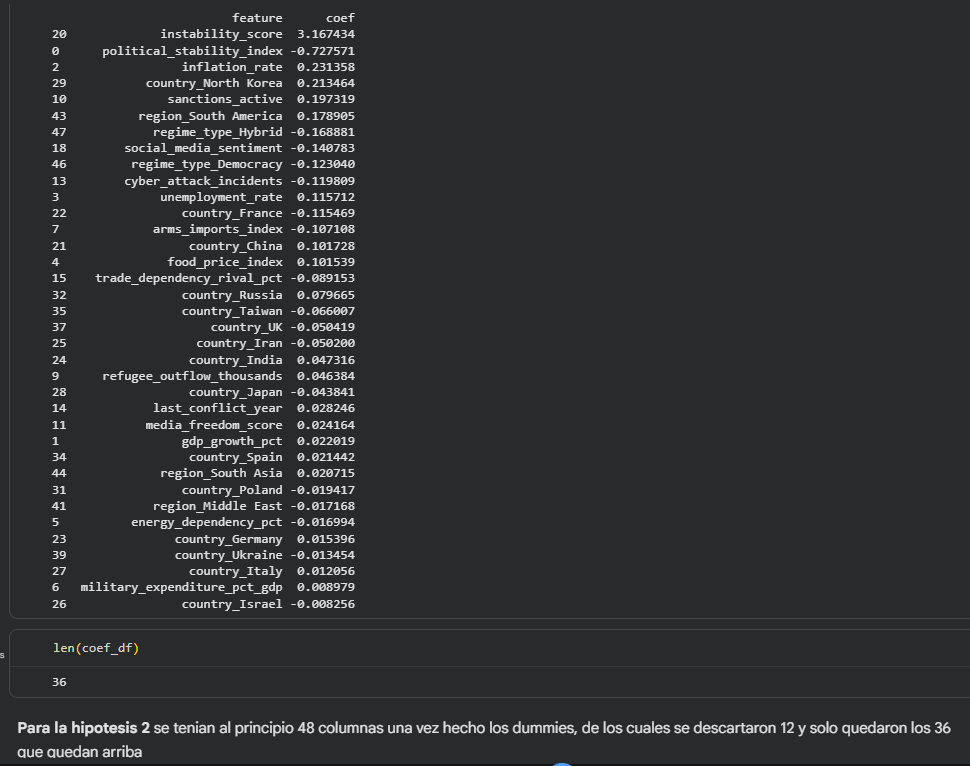 feature coef
20 instability_score 3.167434
0 political_stability_index -0.727571
2 inflation_rate 0.231358
29 country_North Korea 0.213464
10 sanctions_active 0.197319
43 region_South America 0.178905
47 regime_type_Hybrid -0.168881
18 social_media_sentiment -0.140783
46 regime_type_Democracy -0.123040
13 cyber_attack_incidents -0.119809
3 unemployment_rate 0.115712
22 country_France -0.115469
7 arms_imports_index -0.107108
21 country_China 0.101728
4 food_price_index 0.101539
15 trade_dependency_rival_pct -0.089153
32 country_Russia 0.079665
35 country_Taiwan -0.066007
37 country_UK -0.050419
25 country_Iran -0.050200
24 country_India 0.047316
9 refugee_outflow_thousands 0.046384
28 country_Japan -0.043841
14 last_conflict_year 0.028246
11 media_freedom_score 0.024164
1 gdp_growth_pct 0.022019
34 country_Spain 0.021442
44 region_South Asia 0.020715
31 country_Poland -0.019417
41 region_Middle East -0.017168
5 energy_dependency_pct -0.016994
23 country_Germany 0.015396
39 country_Ukraine -0.013454
27 country_Italy 0.012056
6 military_expenditure_pct_gdp 0.008979
26 country_Israel -0.008256
s
len(coef_df)
36
Para la hipotesis 2 se tenian al principio 48 columnas una vez hecho los dummies, de los cuales se descartaron 12 y solo quedaron los 36
que quedan arriba